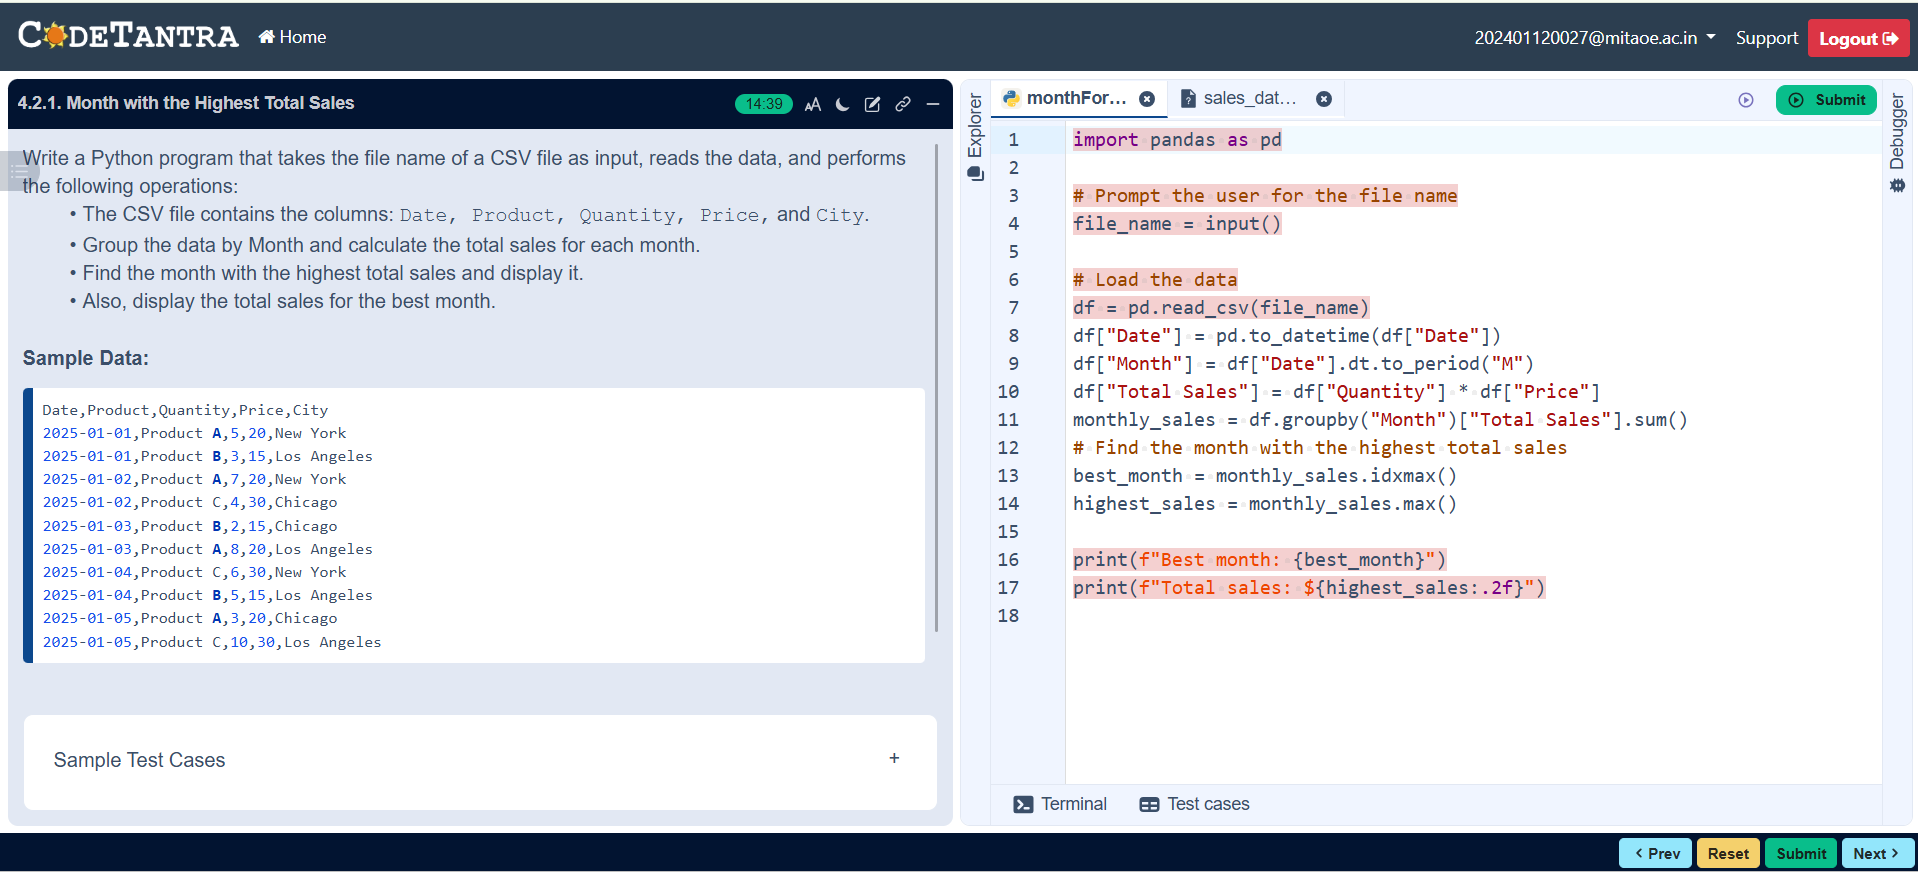 CODETANTRA
Home
202401120027@mitaoe.ac.in
Support
Logout
4.2.1. Month with the Highest Total Sales
14:39
Write a Python program that takes the file name of a CSV file as input, reads the data, and performs
the following operations:
• The CSV file contains the columns: Date, Product, Quantity, Price, and City.
• Group the data by Month and calculate the total sales for each month.
• Find the month with the highest total sales and display it.
• Also, display the total sales for the best month.
Sample Data:
Date,Product,Quantity,Price,City
2025-01-01,Product A,5,20,New York
2025-01-01,Product B,3,15,Los Angeles
2025-01-02,Product A,7,20,New York
2025-01-02,Product C,4,30,Chicago
2025-01-03,Product B,2,15,Chicago
2025-01-03,Product A,8,20,Los Angeles
2025-01-04,Product C,6,30,New York
2025-01-04,Product B,5,15,Los Angeles
2025-01-05,Product A,3,20,Chicago
2025-01-05,Product C,10,30,Los Angeles
Sample Test Cases
+
Explorer
monthFor...
sales_dat...
Submit
Debugger
1 import pandas as pd
2
3 # Prompt the user for the file name
4 file_name = input()
5
6 # Load the data
7 df = pd.read_csv(file_name)
8 df["Date"] = pd.to_datetime(df["Date"])
9 df["Month"] = df["Date"].dt.to_period("M")
10 df["Total Sales"] = df["Quantity"] * df["Price"]
11 monthly_sales = df.groupby("Month")["Total Sales"].sum()
12 # Find the month with the highest total sales
13 best_month = monthly_sales.idxmax()
14 highest_sales = monthly_sales.max()
15
16 print(f"Best month: {best_month}")
17 print(f"Total sales: ${highest_sales:.2f}")
18
Terminal
Test cases
< Prev
Reset
Submit
Next >